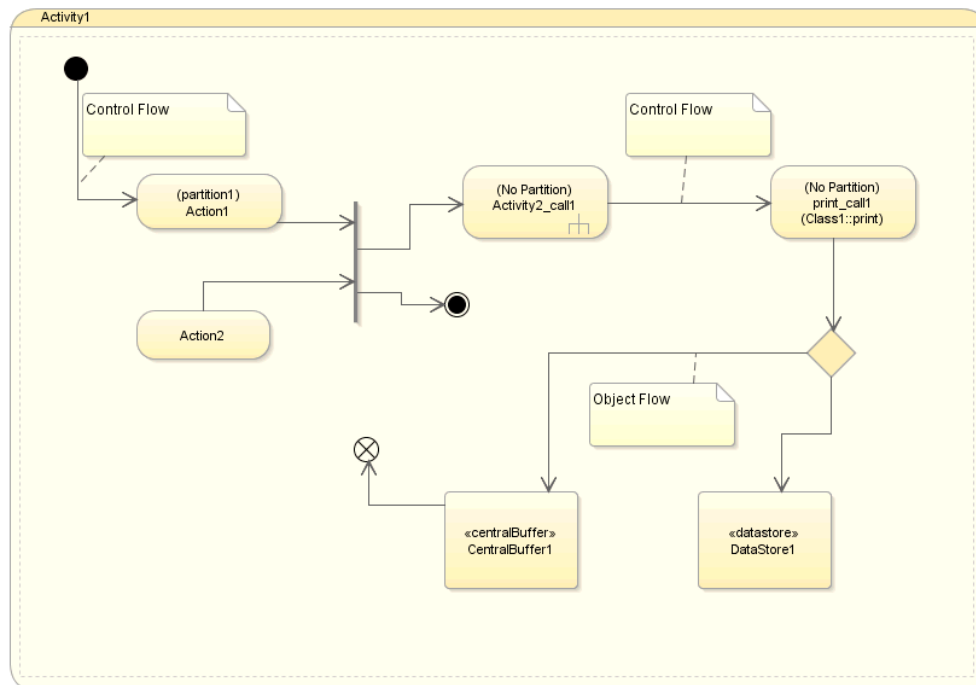 Activity1
Control Flow
Control Flow
(partition1)
Action1
(No Partition)
Activity2_call1
(No Partition)
print_call1
(Class1::print)
Action2
Object Flow
«centralBuffer»
CentralBuffer1
«datastore»
DataStore1